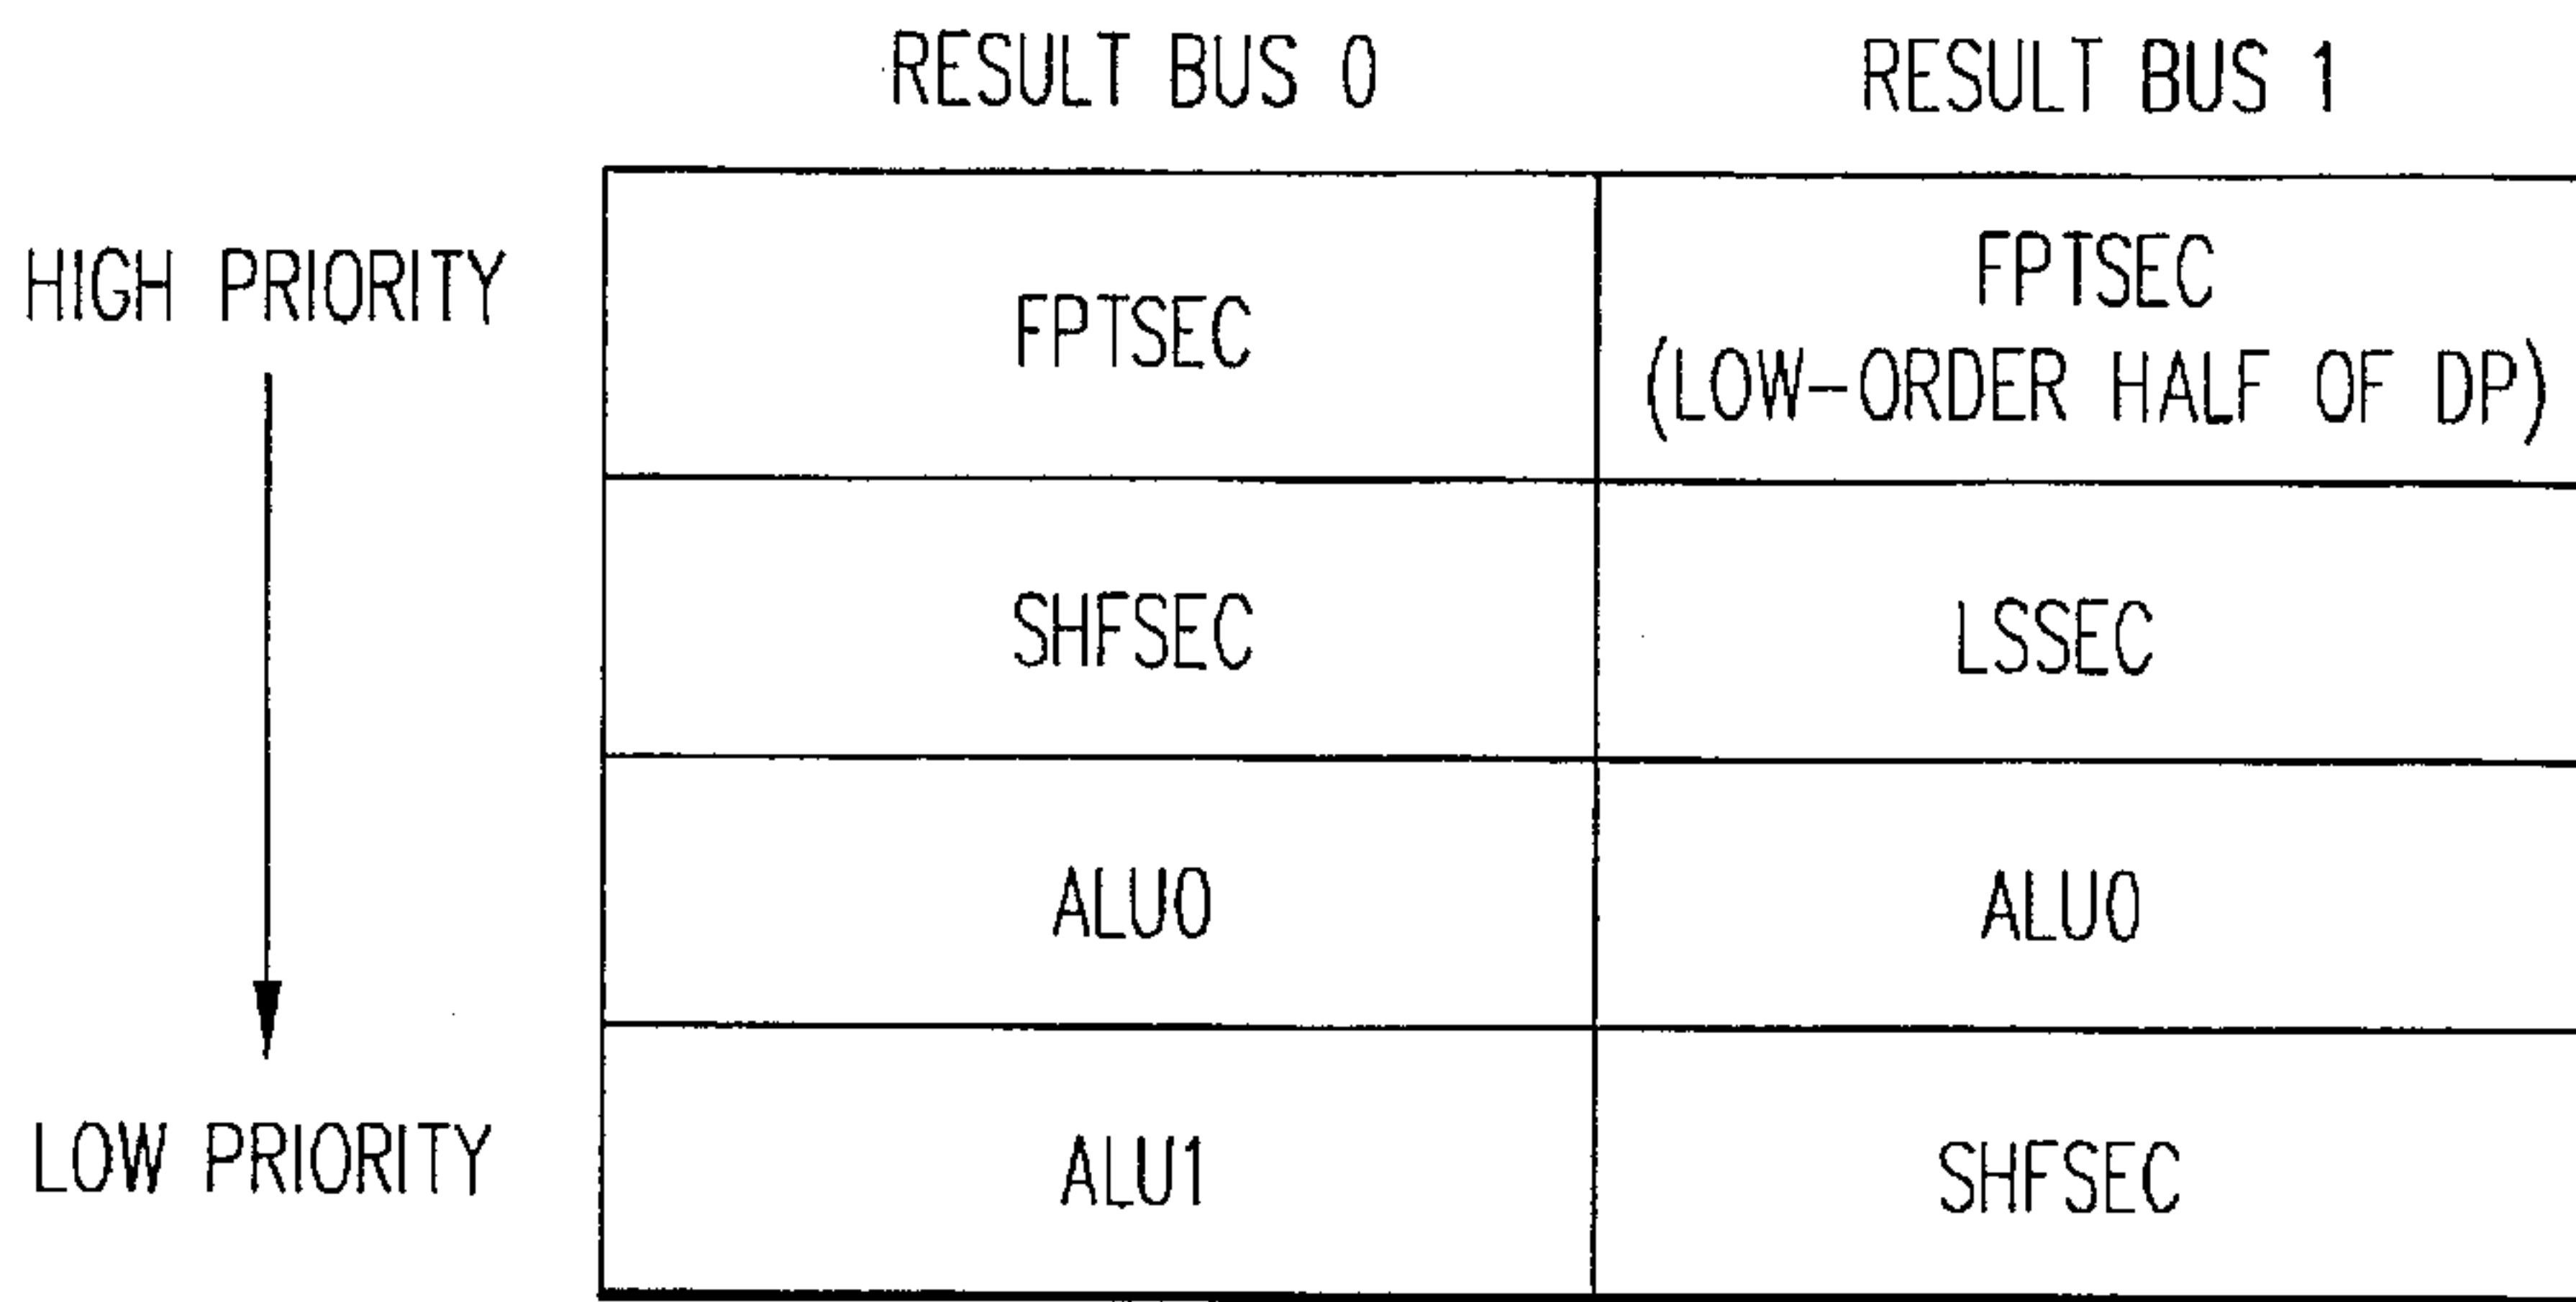 RESULT BUS 0 RESULT BUS 1
HIGH PRIORITY
FPTSEC
FPTSEC
(LOW-ORDER HALF OF DP)
SHFSEC LSSEC
ALU0 ALU0
LOW PRIORITY
ALU1 SHFSEC